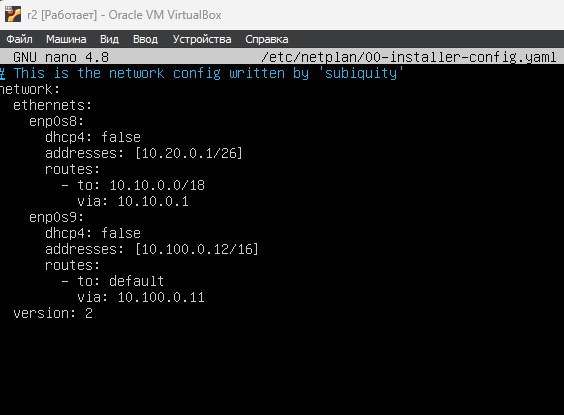 r2 [Работает] - Oracle VM VirtualBox
Файл Машина Вид Ввод Устройства Справка
GNU nano 4.8 /etc/netplan/00-installer-config.yaml
# This is the network config written by 'subiquity'
network:
  ethernets:
    enp0s8:
      dhcp4: false
      addresses: [10.20.0.1/26]
      routes:
        - to: 10.10.0.0/18
          via: 10.10.0.1
    enp0s9:
      dhcp4: false
      addresses: [10.100.0.12/16]
      routes:
        - to: default
          via: 10.100.0.11
  version: 2